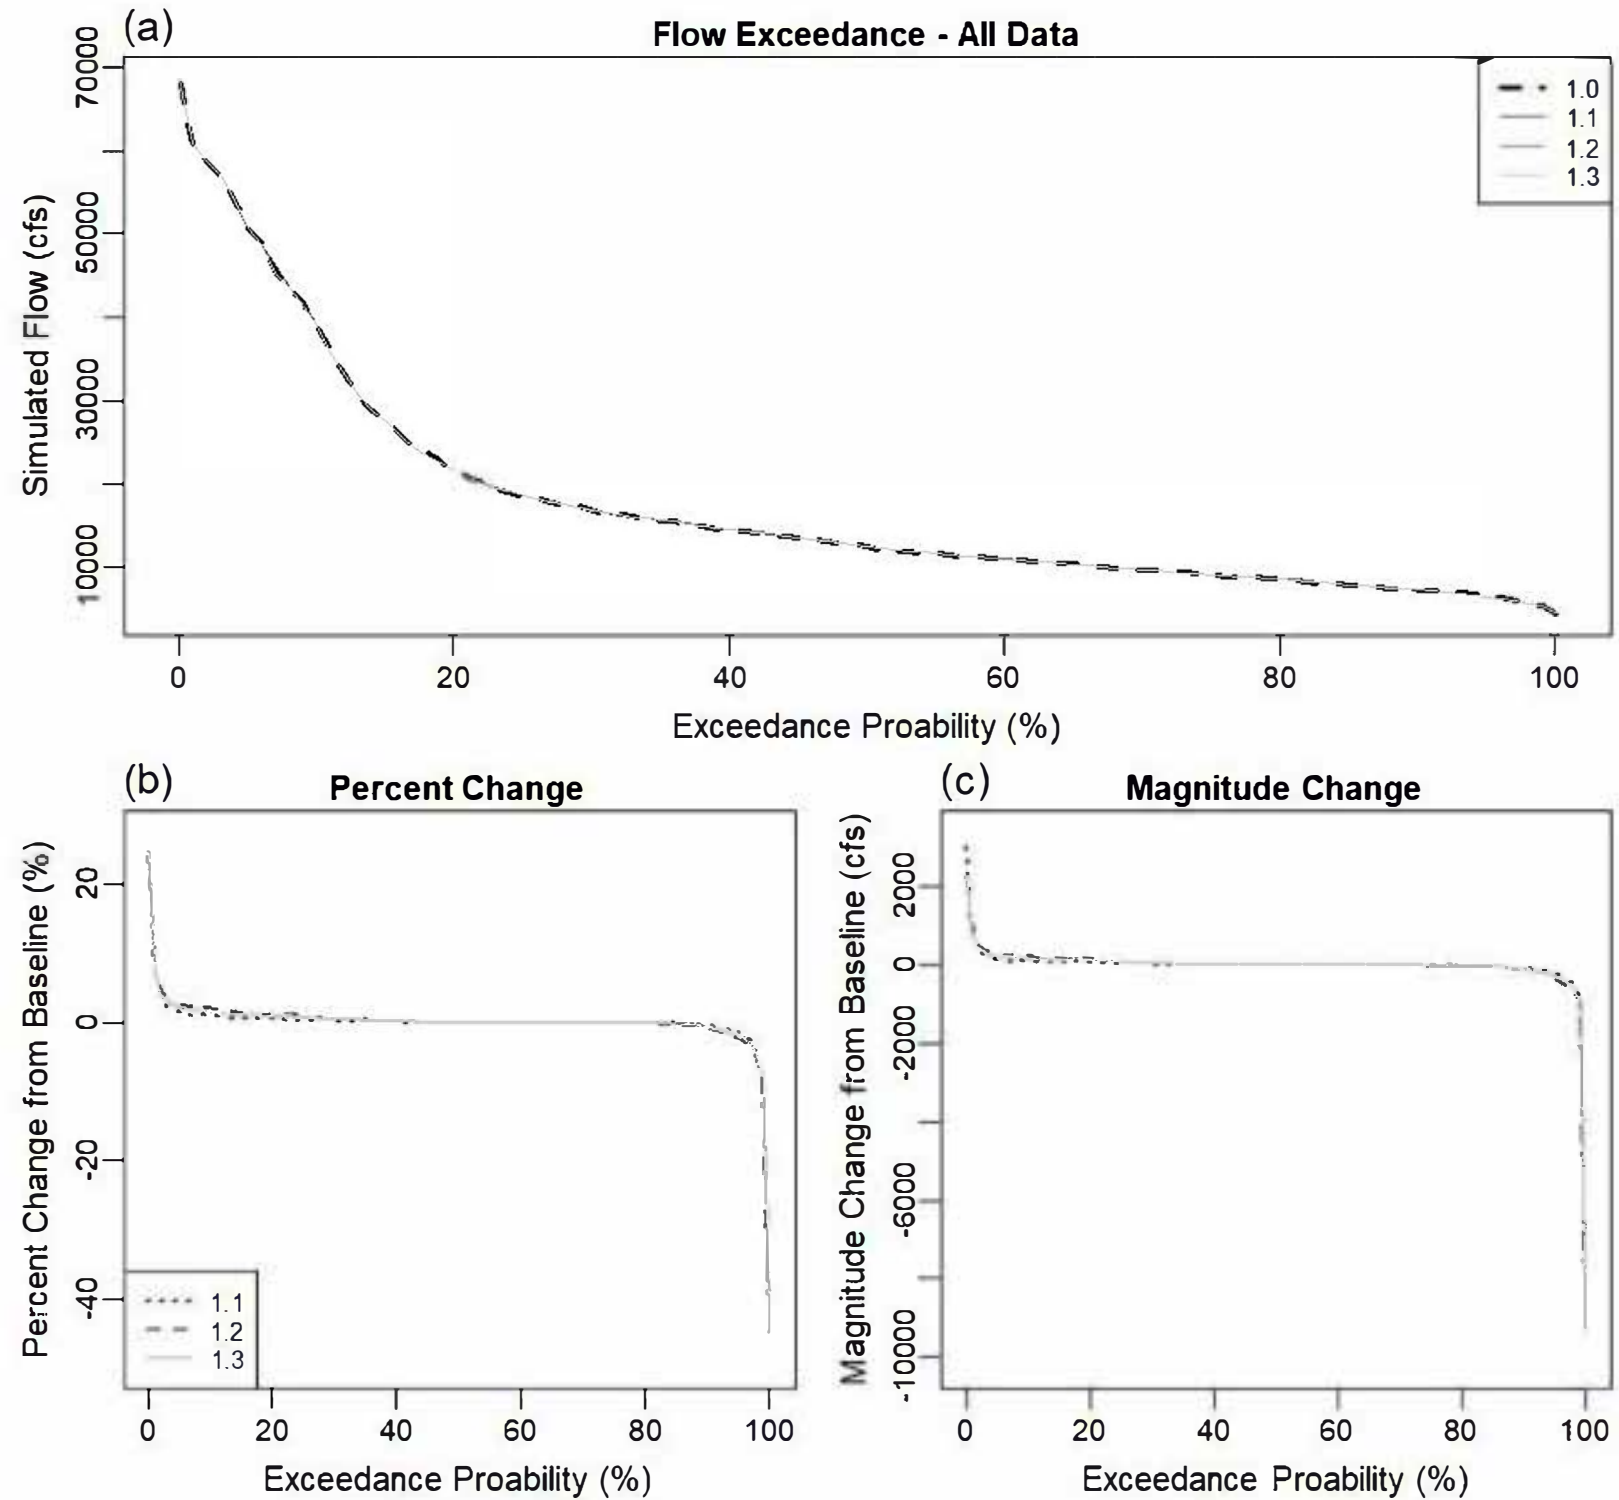 (a)
Flow Exceedance - All Data
Simulated Flow (cfs)
70000
50000
30000
10000
1.0
1.1
1.2
1.3
0 20 40 60 80 100
Exceedance Proability (%)
(b)
Percent Change
Percent Change from Baseline (%)
20
0
-20
-40
1.1
1.2
1.3
0 20 40 60 80 100
Exceedance Proability (%)
(c)
Magnitude Change
Magnitude Change from Baseline (cfs)
2000
0
-2000
-6000
-10000
0 20 40 60 80 100
Exceedance Proability (%)